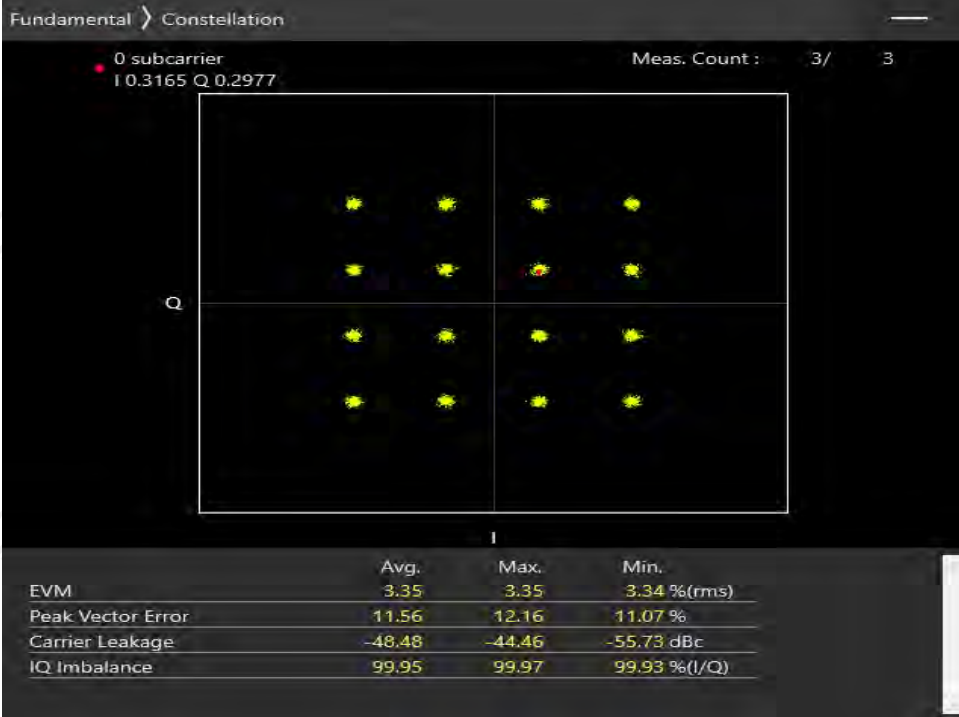 Fundamental 〉 Constellation
0 subcarrier
I 0.3165 Q 0.2977
Meas. Count : 3/ 3
Q
I
Avg. Max. Min.
EVM 3.35 3.35 3.34 %(rms)
Peak Vector Error 11.56 12.16 11.07 %
Carrier Leakage -48.48 -44.46 -55.73 dBc
IQ Imbalance 99.95 99.97 99.93 %(I/Q)